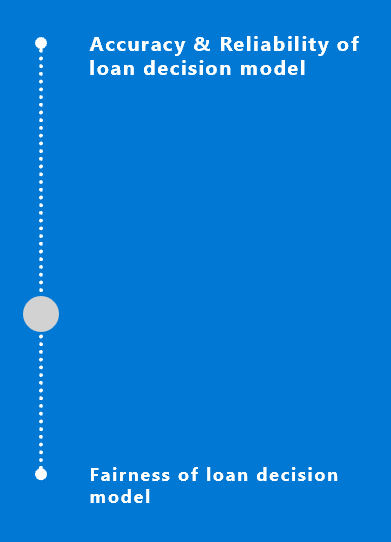 Accuracy & Reliability of
loan decision model
Fairness of loan decision
model